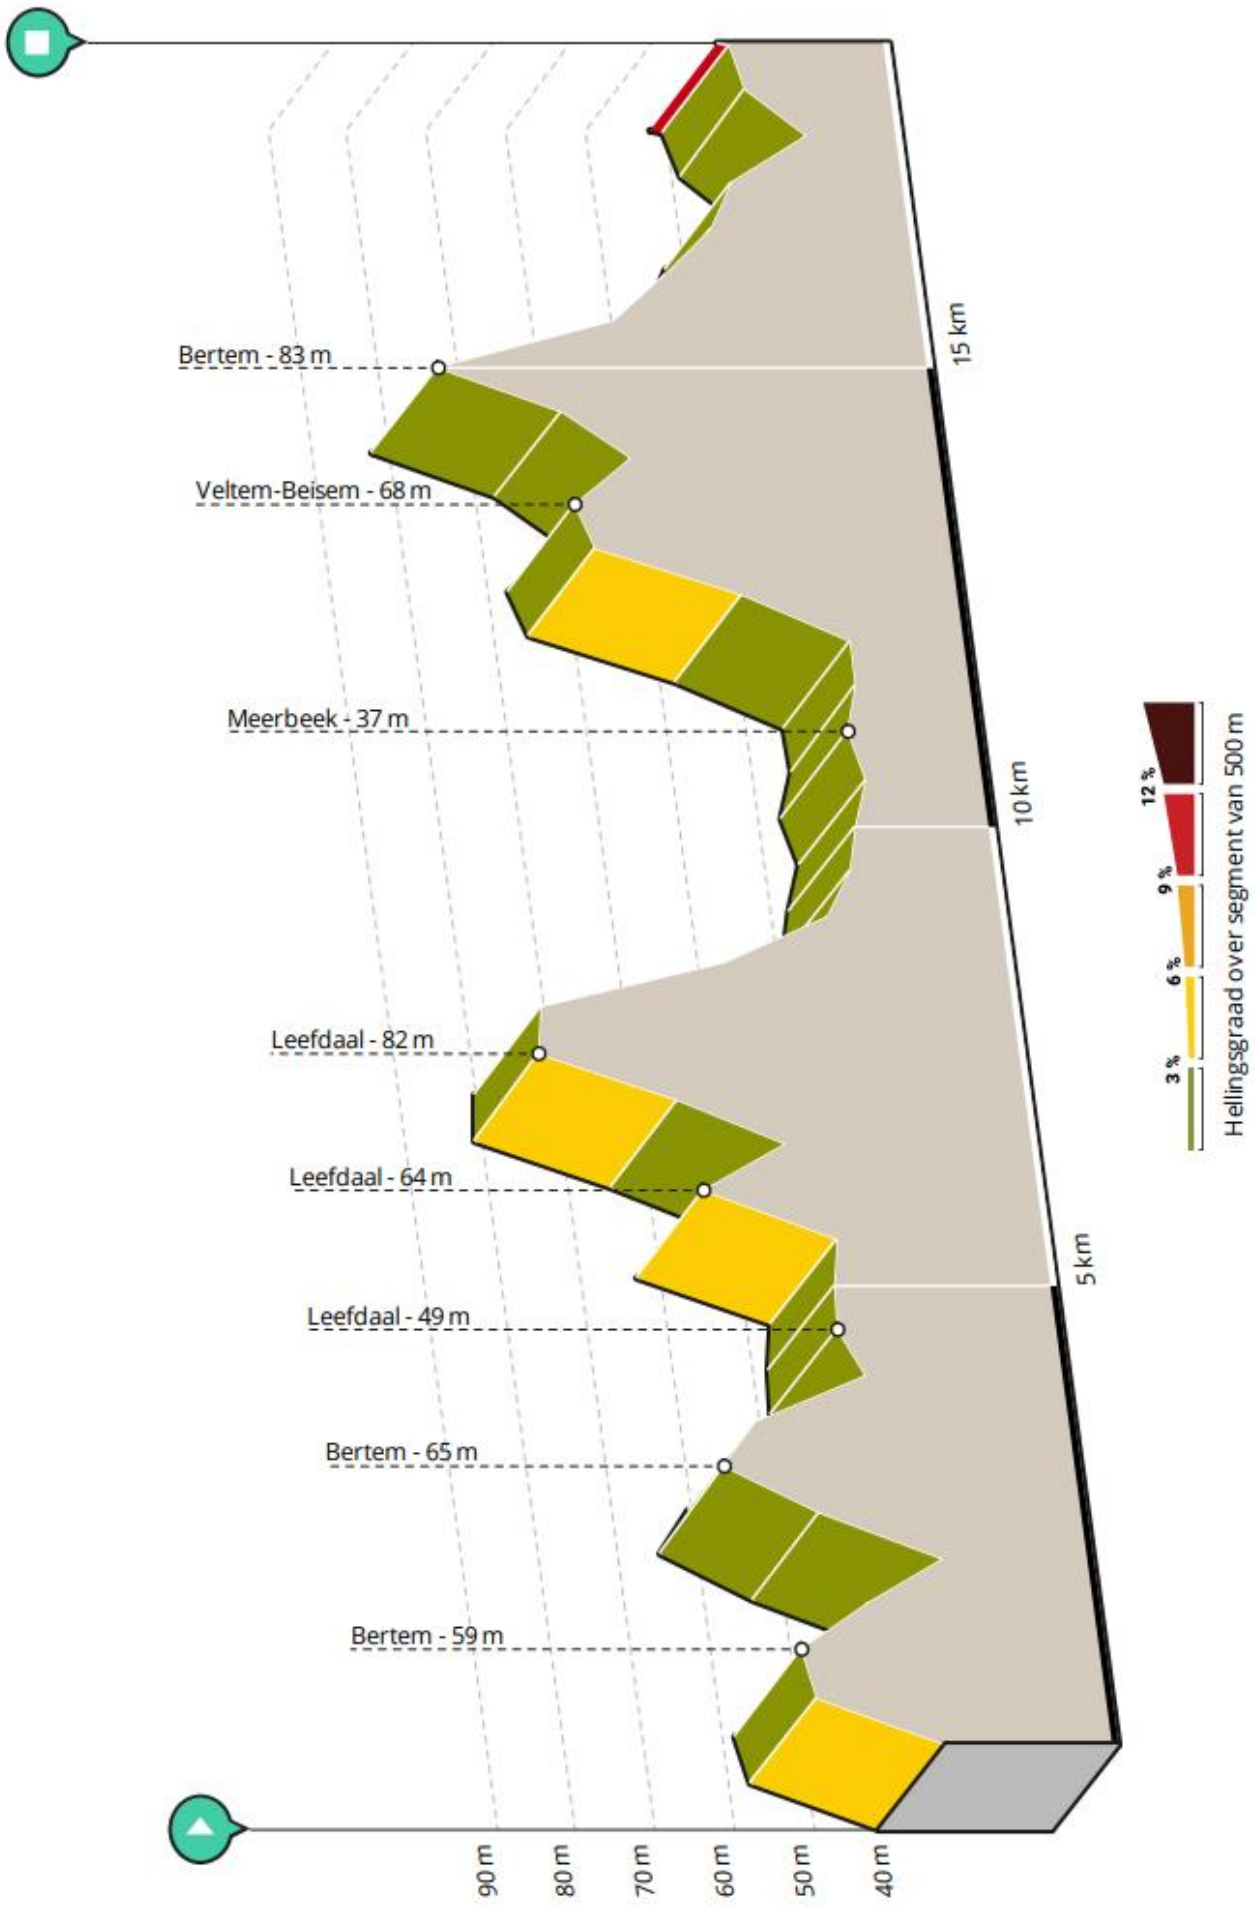 Bertem - 83 m
Veltem-Beisem - 68 m
Meerbeek - 37 m
Leefdaal - 82 m
Leefdaal - 64 m
Leefdaal - 49 m
Bertem - 65 m
Bertem - 59 m
90 m
80 m
70 m
60 m
50 m
40 m
5 km
10 km
15 km
3 %
6 %
9 %
12 %
Hellingsgraad over segment van 500 m